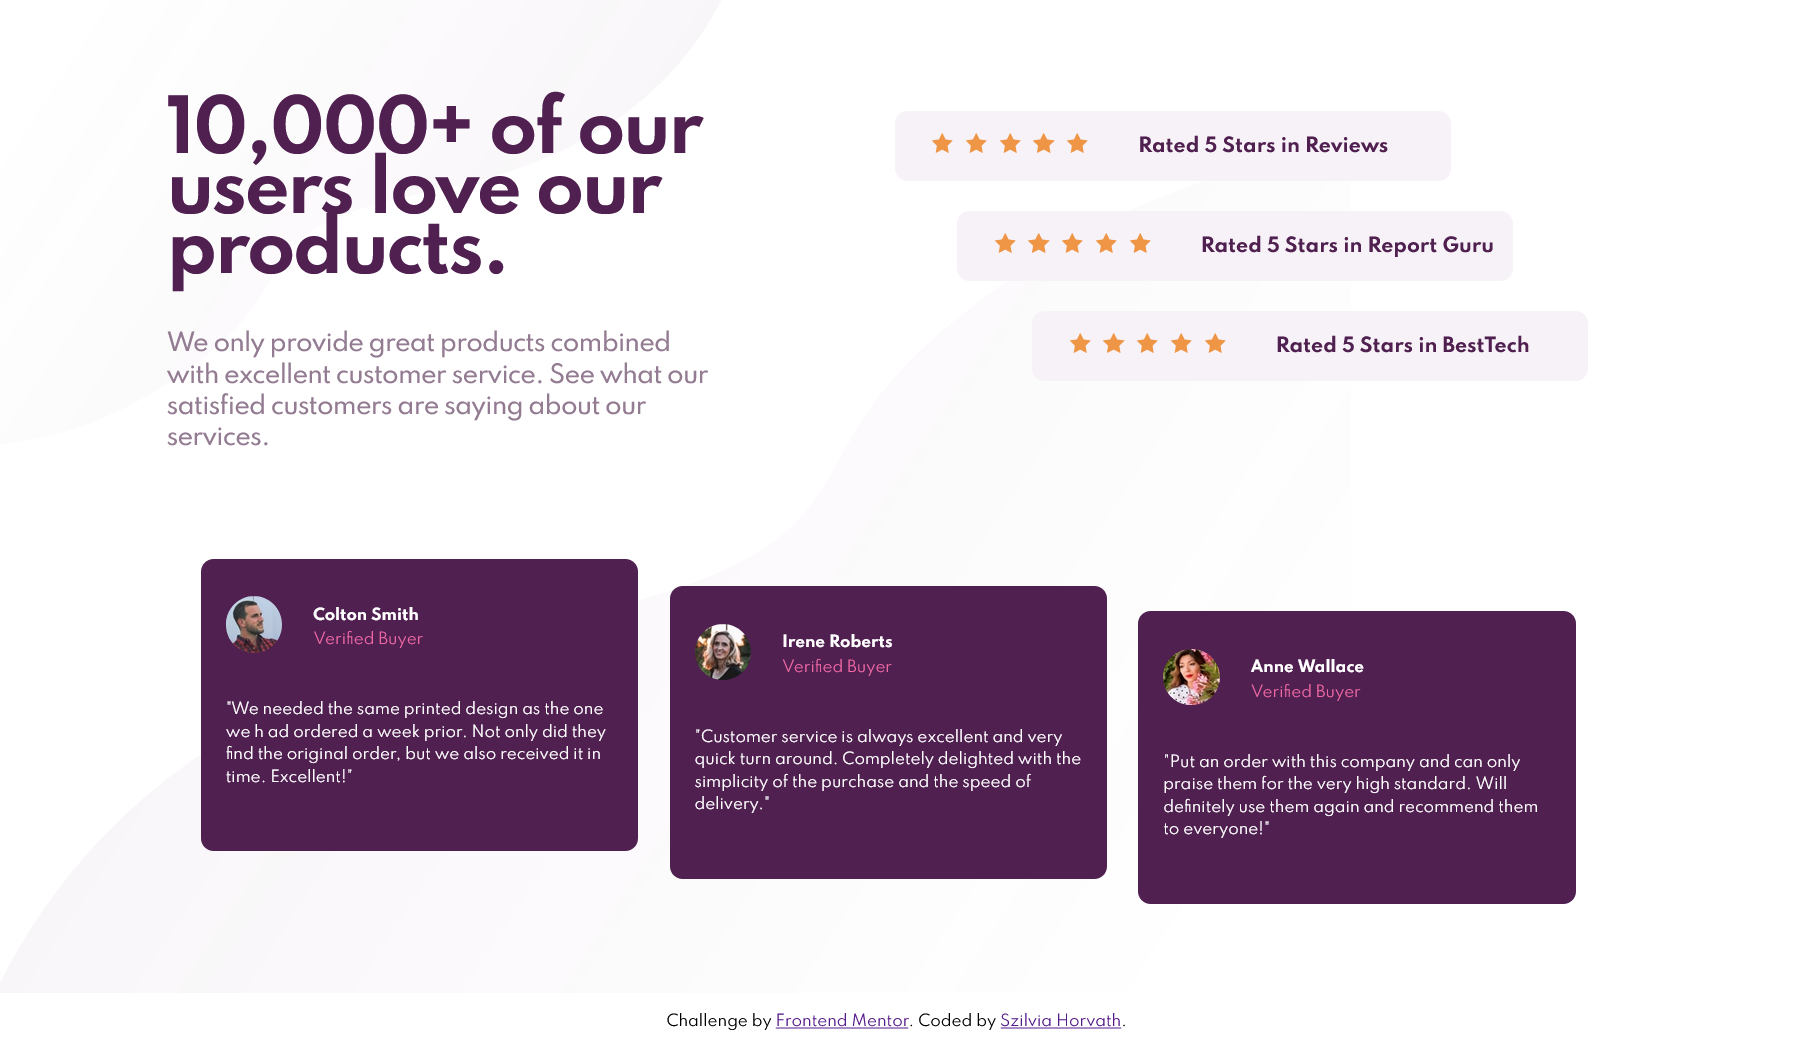 10,000+ of our
users love our
products.
We only provide great products combined
with excellent customer service. See what our
satisfied customers are saying about our
services.
Rated 5 Stars in Reviews
Rated 5 Stars in Report Guru
Rated 5 Stars in BestTech
Colton Smith
Verified Buyer
"We needed the same printed design as the one
we h ad ordered a week prior. Not only did they
find the original order, but we also received it in
time. Excellent!"
Irene Roberts
Verified Buyer
"Customer service is always excellent and very
quick turn around. Completely delighted with the
simplicity of the purchase and the speed of
delivery."
Anne Wallace
Verified Buyer
"Put an order with this company and can only
praise them for the very high standard. Will
definitely use them again and recommend them
to everyone!"
Challenge by Frontend Mentor. Coded by Szilvia Horvath.